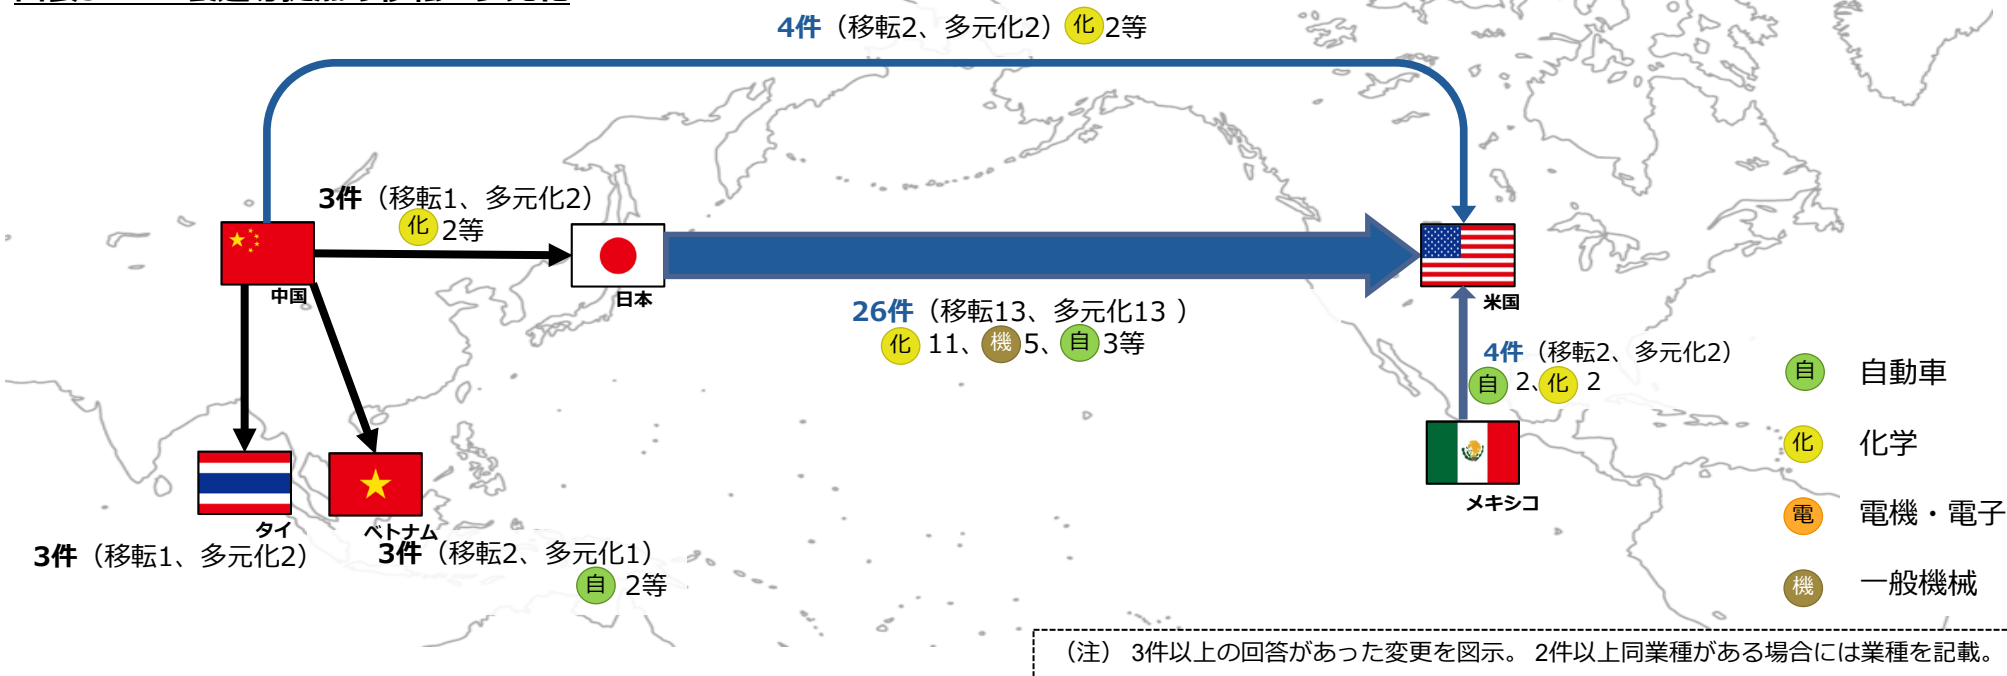 4件（移転2、多元化2）化2等
3件（移転1、多元化2）
化2等
中国
日本
米国
26件（移転13、多元化13 ）
化 11、機5、自3等
4件（移転2、多元化2）
自 2、化 2
メキシコ
タイ
ベトナム
3件（移転1、多元化2）
3件（移転2、多元化1）
自 2等
自 自動車
化 化学
電 電機・電子
機 一般機械
（注） 3件以上の回答があった変更を図示。 2件以上同業種がある場合には業種を記載。